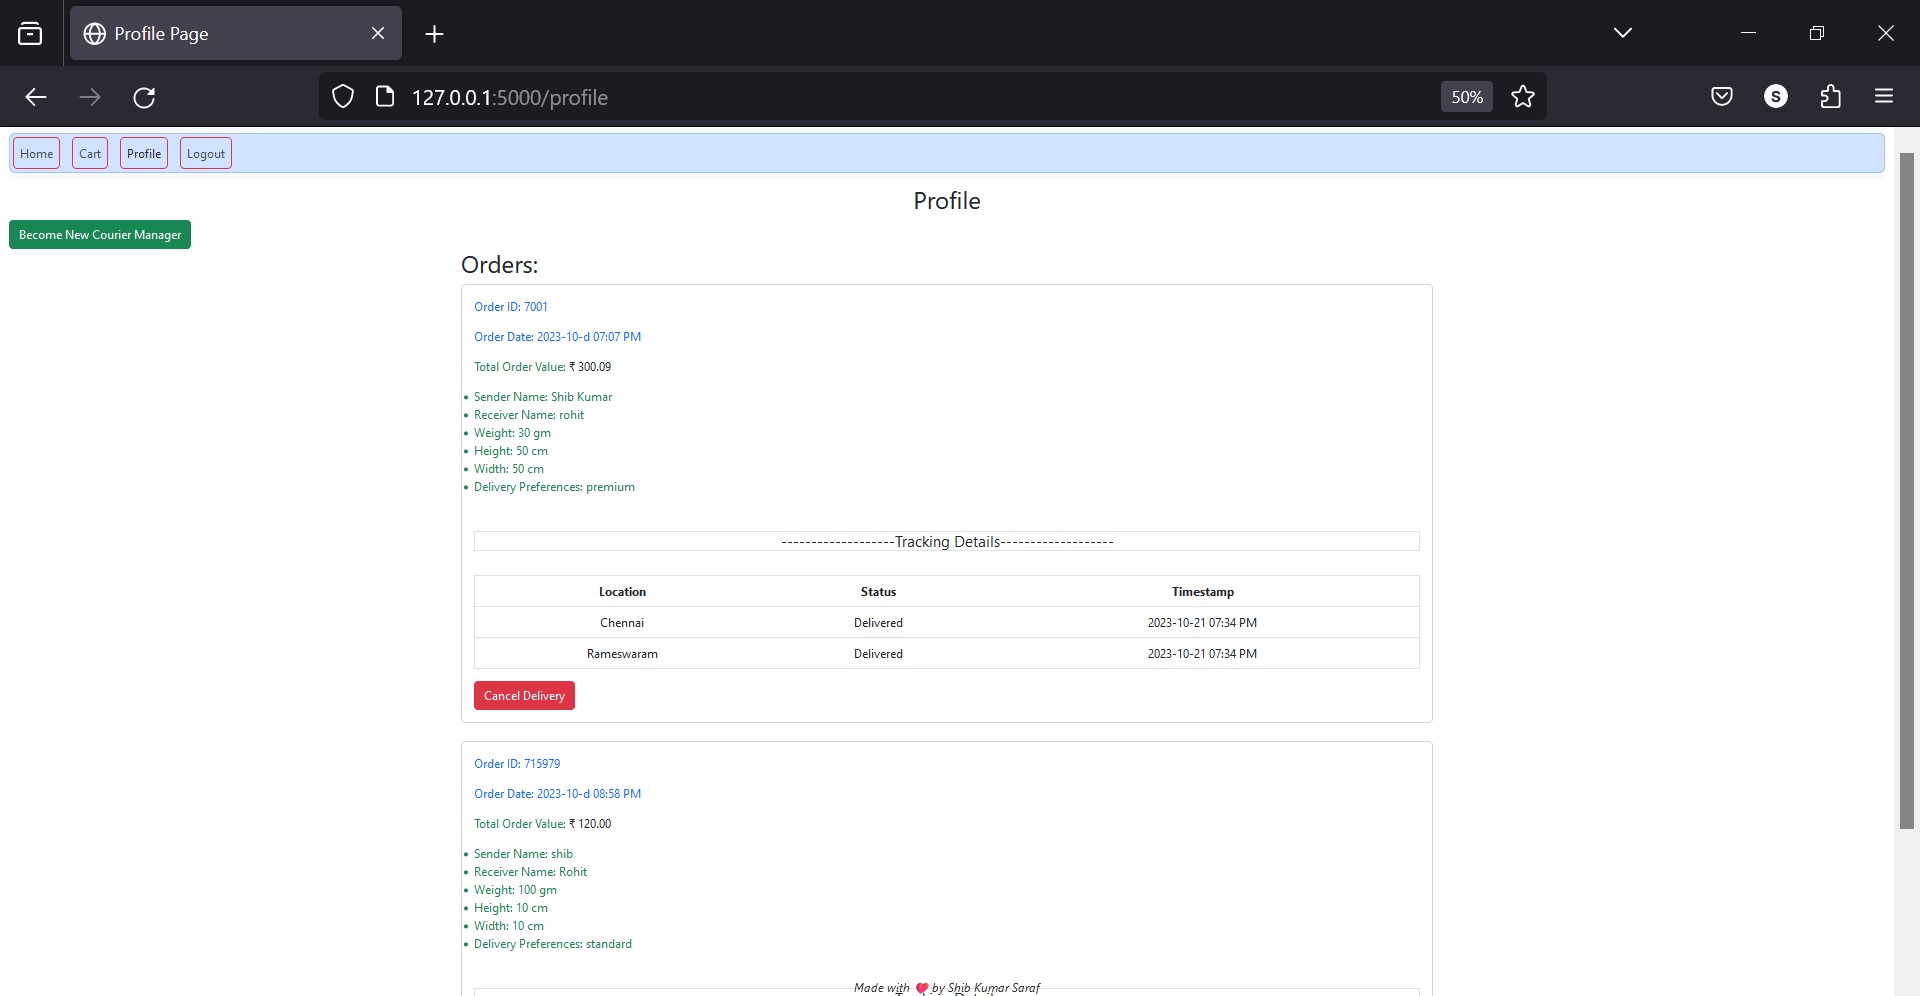 Profile Page
127.0.0.1:5000/profile
50%
S
Home Cart Profile Logout
Profile
Become New Courier Manager
Orders:
Order ID: 7001
Order Date: 2023-10-d 07:07 PM
Total Order Value: ₹ 300.09
• Sender Name: Shib Kumar
• Receiver Name: rohit
• Weight: 30 gm
• Height: 50 cm
• Width: 50 cm
• Delivery Preferences: premium
-------------------Tracking Details-------------------
Location Status Timestamp
Chennai Delivered 2023-10-21 07:34 PM
Rameswaram Delivered 2023-10-21 07:34 PM
Cancel Delivery
Order ID: 715979
Order Date: 2023-10-d 08:58 PM
Total Order Value: ₹ 120.00
• Sender Name: shib
• Receiver Name: Rohit
• Weight: 100 gm
• Height: 10 cm
• Width: 10 cm
• Delivery Preferences: standard
Made with ❤ by Shib Kumar Saraf